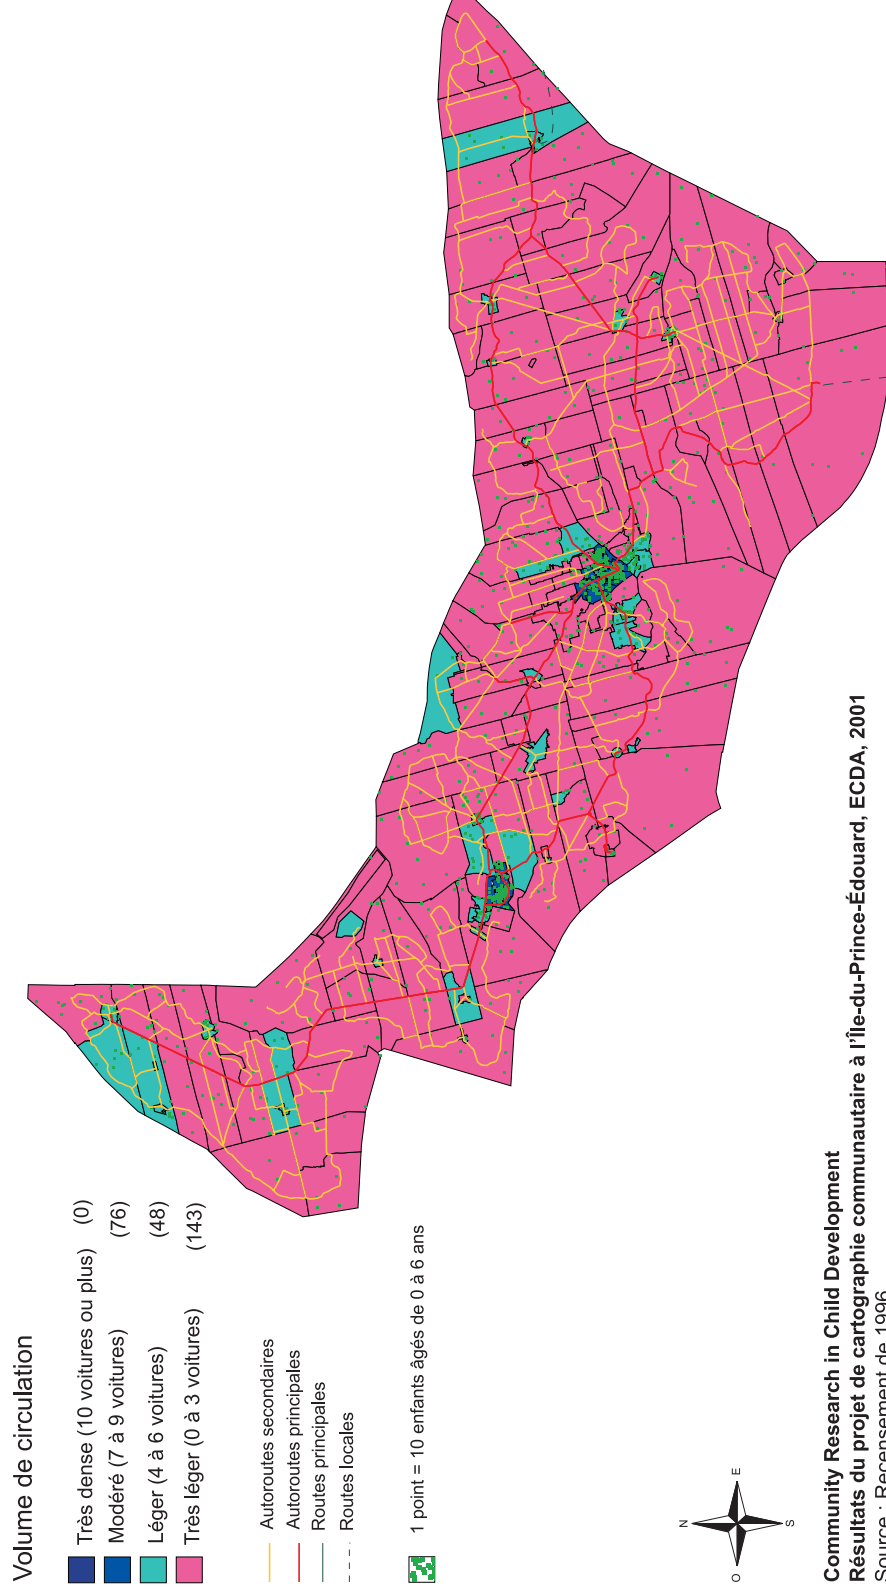 Volume de circulation
Très dense (10 voitures ou plus) (0)
Modéré (7 à 9 voitures) (76)
Léger (4 à 6 voitures) (48)
Très léger (0 à 3 voitures) (143)
Autoroutes secondaires
Autoroutes principales
Routes principales
Routes locales
1 point = 10 enfants âgés de 0 à 6 ans
N
O E
S
Community Research in Child Development
Résultats du projet de cartographie communautaire à l'Île-du-Prince-Édouard, ECDA, 2001
Source : Recensement de 1996